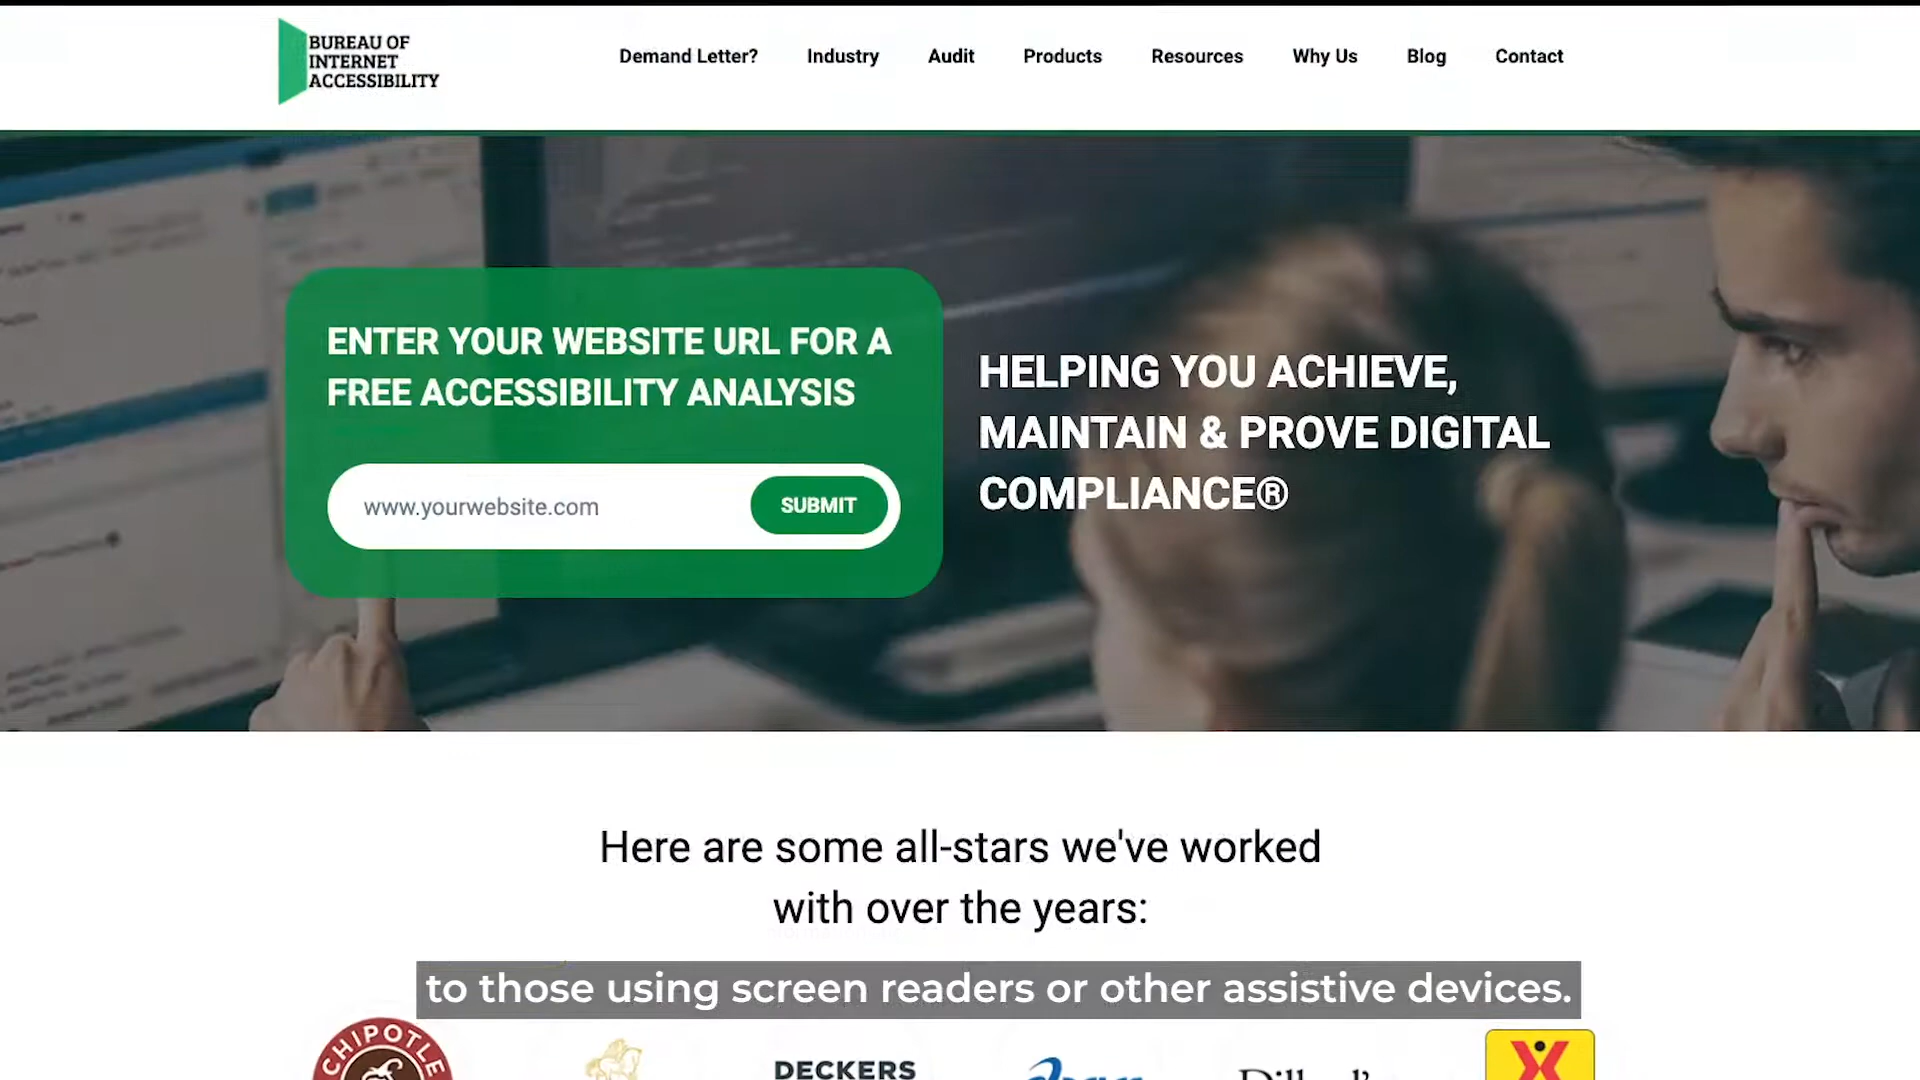 BUREAU OF
INTERNET
ACCESSIBILITY
Demand Letter? Industry Audit Products Resources Why Us Blog Contact
ENTER YOUR WEBSITE URL FOR A
FREE ACCESSIBILITY ANALYSIS
www.yourwebsite.com SUBMIT
HELPING YOU ACHIEVE,
MAINTAIN & PROVE DIGITAL
COMPLIANCE®
Here are some all-stars we've worked
with over the years:
to those using screen readers or other assistive devices.
CHIPOTLE
DECKERS